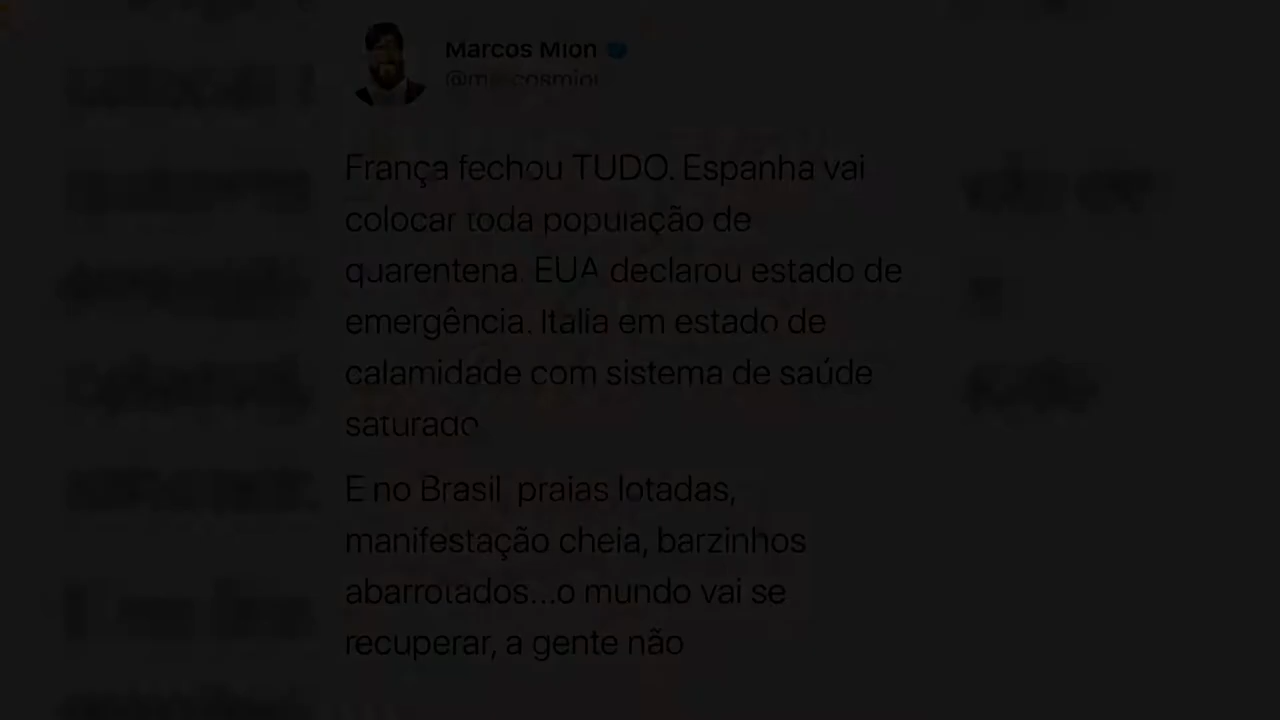 Marcos Mion
@marcosmion
França fechou TUDO. Espanha vai
colocar toda população de
quarentena. EUA declarou estado de
emergência. Italia em estado de
calamidade com sistema de saúde
saturado
E no Brasil, praias lotadas,
manifestação cheia, barzinhos
abarrotados...o mundo vai se
recuperar, a gente não